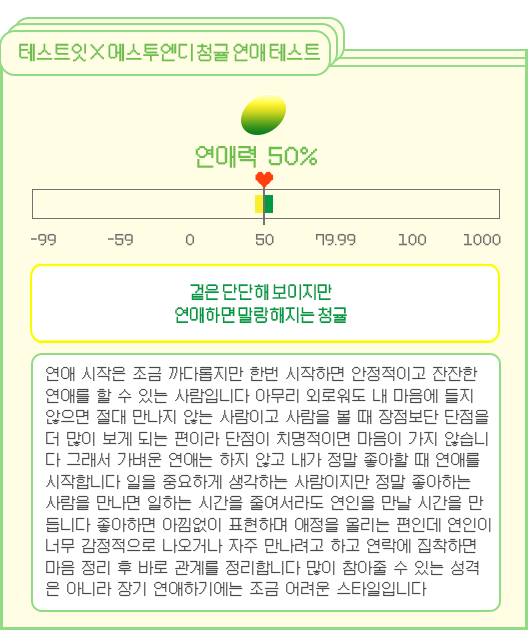 테스트잇 X 에스투엔디 청귤 연애 테스트
연애력 50%
-99 -59 0 50 79.99 100 1000
겉은 단단해 보이지만
연애하면 말랑해지는 청귤
연애 시작은 조금 까다롭지만 한번 시작하면 안정적이고 잔잔한
연애를 할 수 있는 사람입니다 아무리 외로워도 내 마음에 들지
않으면 절대 만나지 않는 사람이고 사람을 볼 때 장점보단 단점을
더 많이 보게 되는 편이라 단점이 치명적이면 마음이 가지 않습니
다 그래서 가벼운 연애는 하지 않고 내가 정말 좋아할 때 연애를
시작합니다 일을 중요하게 생각하는 사람이지만 정말 좋아하는
사람을 만나면 일하는 시간을 줄여서라도 연인을 만날 시간을 만
듭니다 좋아하면 아낌없이 표현하며 애정을 올리는 편인데 연인이
너무 감정적으로 나오거나 자주 만나려고 하고 연락에 집착하면
마음 정리 후 바로 관계를 정리합니다 많이 참아줄 수 있는 성격
은 아니라 장기 연애하기에는 조금 어려운 스타일입니다